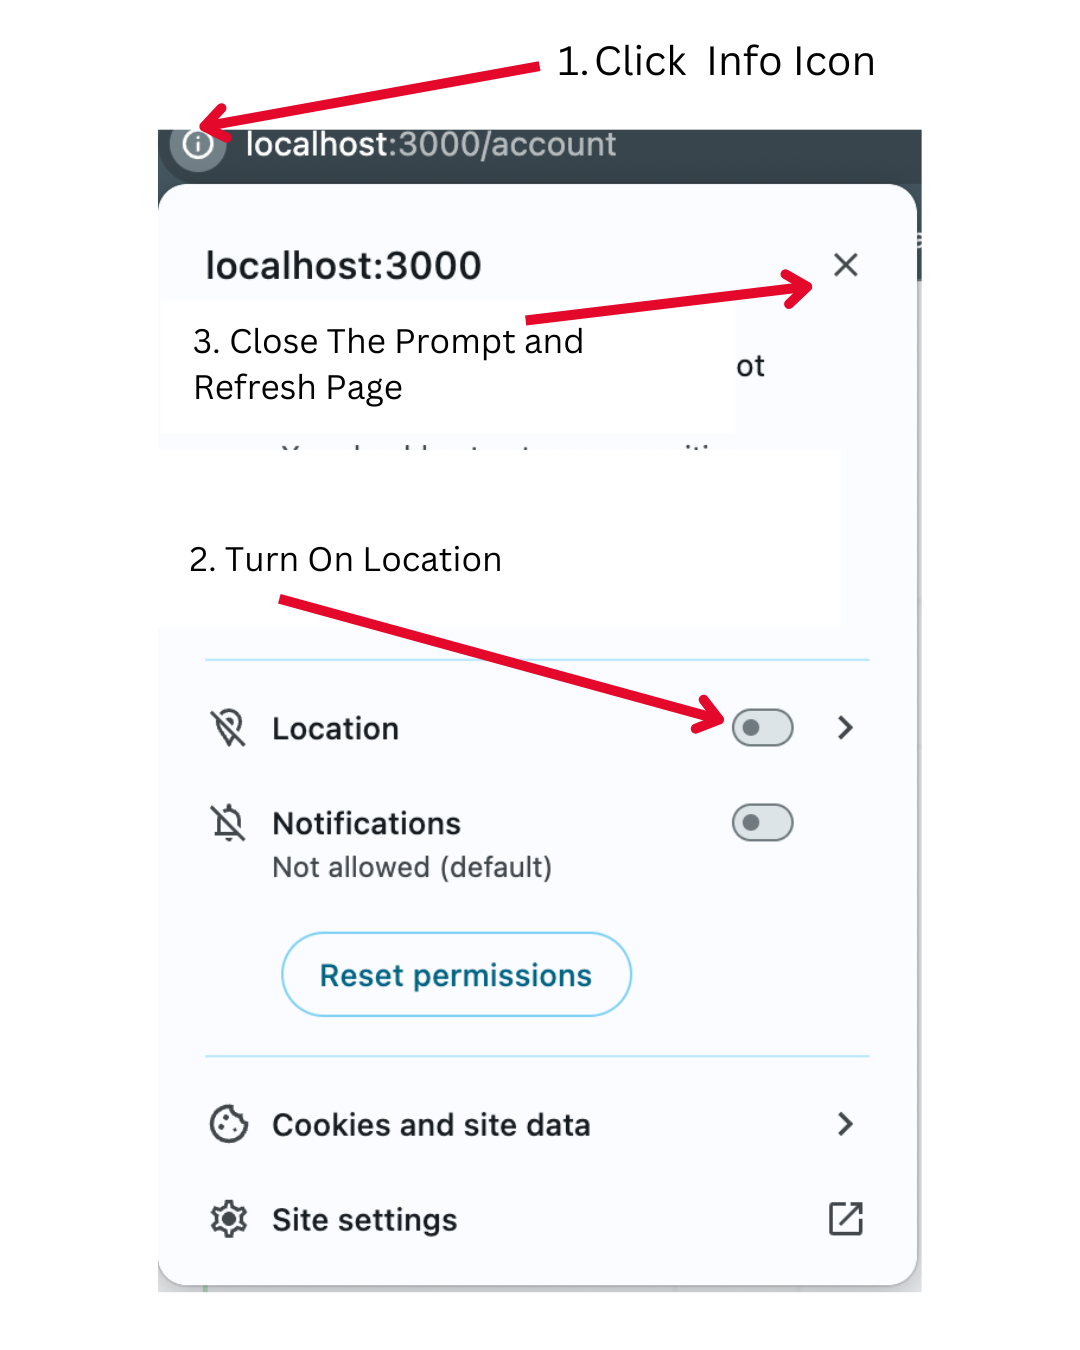 1. Click Info Icon
localhost:3000/account
localhost:3000
3. Close The Prompt and
Refresh Page
ot
2. Turn On Location
Location
Notifications
Not allowed (default)
Reset permissions
Cookies and site data
Site settings